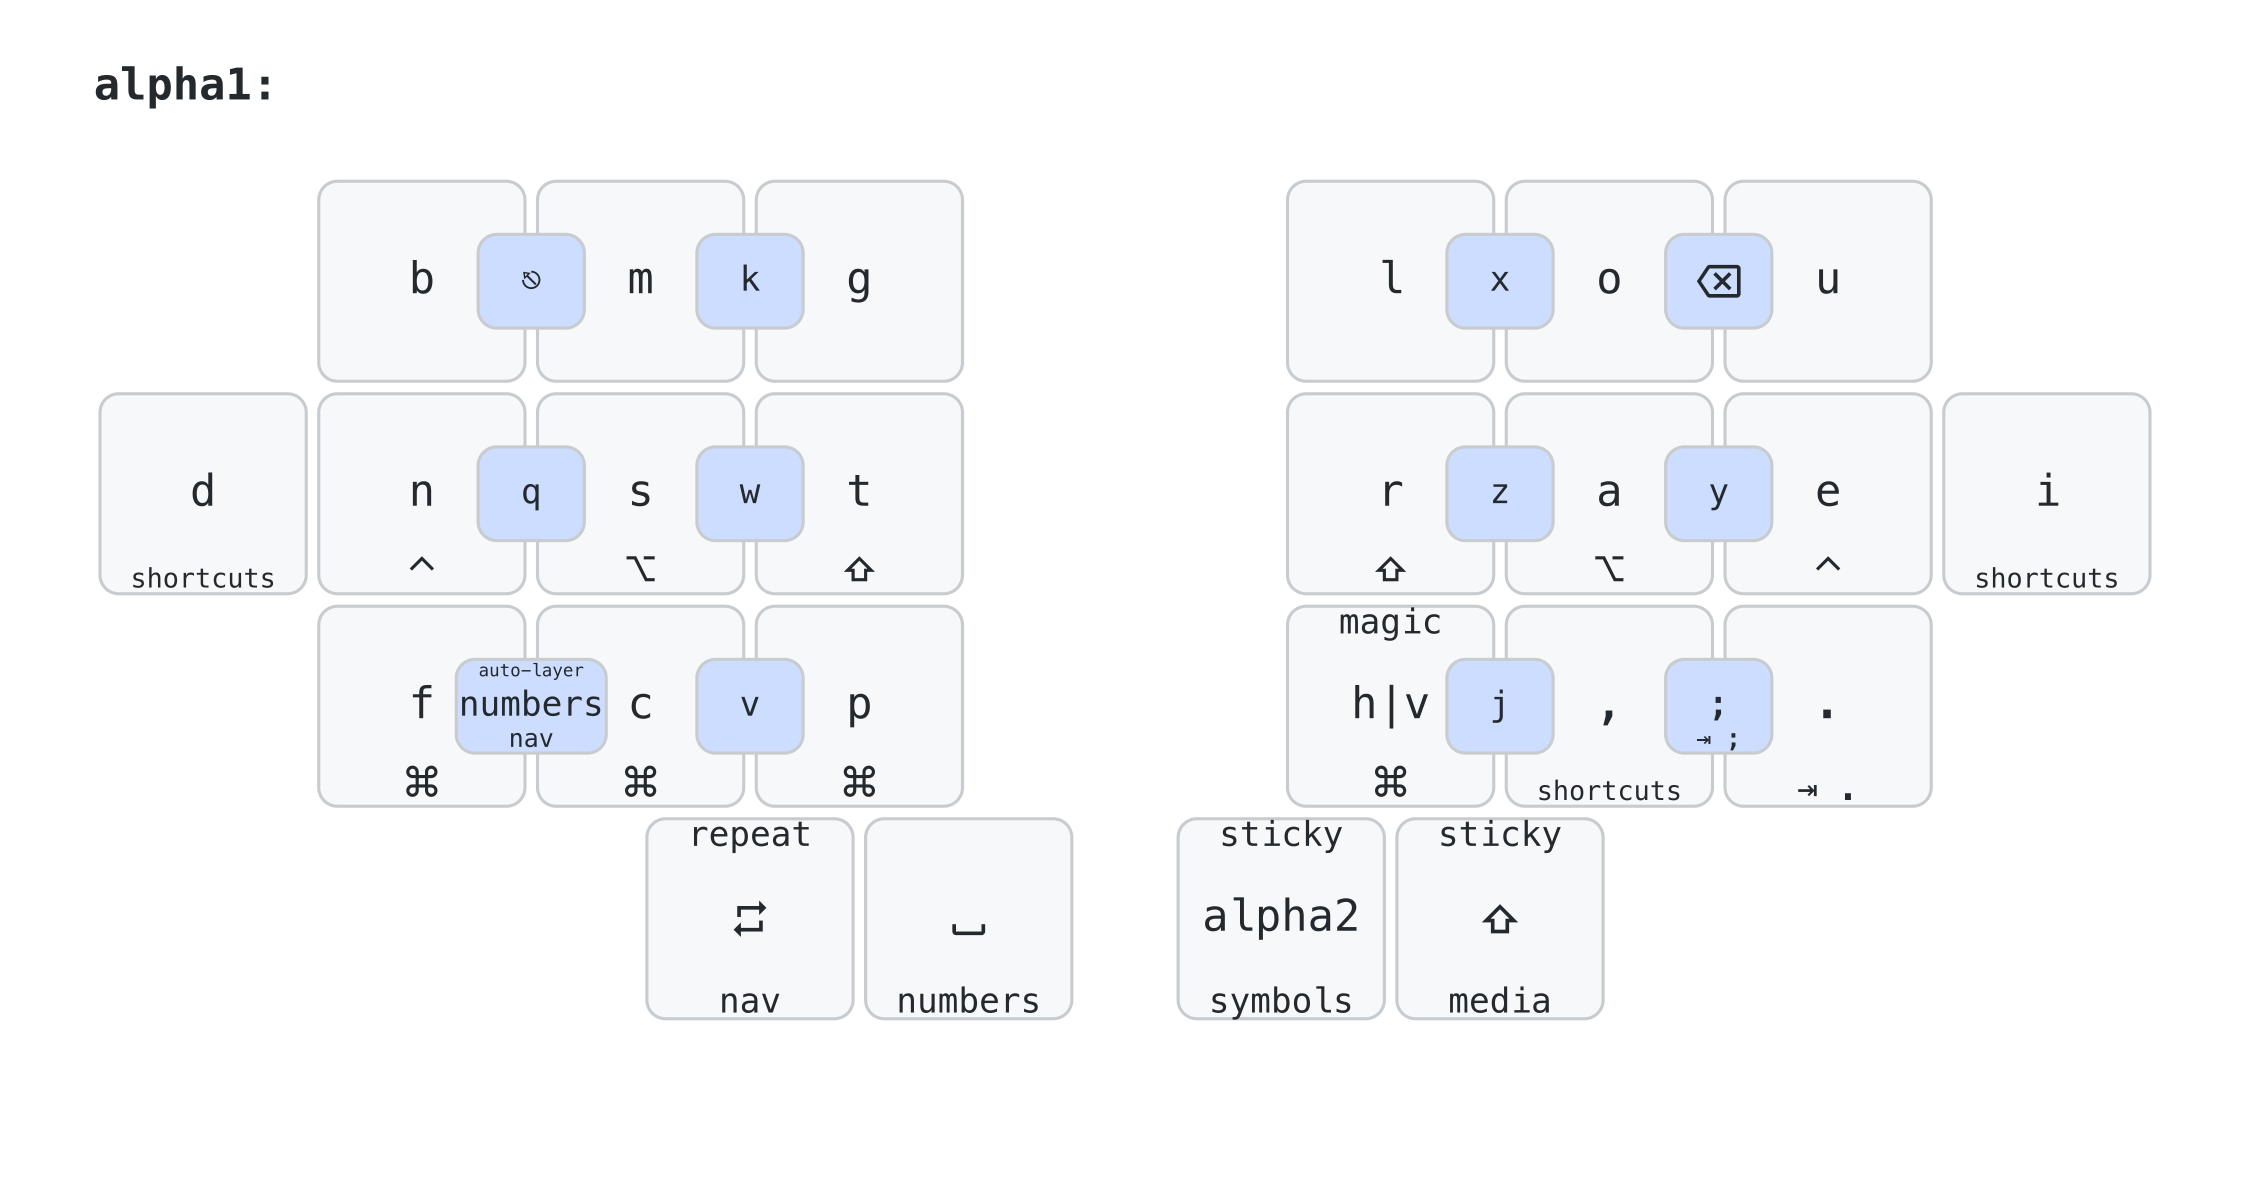 alpha1:
b ⎋ m k g l x o ⌫ u
d n q s w t r z a y e i
shortcuts ^ ⌥ ⇧ ⇧ ⌥ ^ shortcuts
magic
auto-layer
f numbers c v p h|v j , ; .
nav ⇥ ;
⌘ ⌘ ⌘ ⌘ shortcuts ⇥ .
repeat sticky sticky
🔁 ␣ alpha2 ⇧
nav numbers symbols media